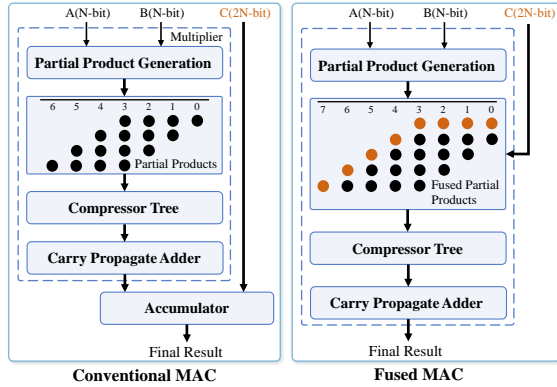 A(N-bit) B(N-bit) C(2N-bit)
Multiplier
Partial Product Generation
6 5 4 3 2 1 0
Partial Products
Compressor Tree
Carry Propagate Adder
Accumulator
Final Result
Conventional MAC
A(N-bit) B(N-bit) C(2N-bit)
Partial Product Generation
7 6 5 4 3 2 1 0
Fused Partial
Products
Compressor Tree
Carry Propagate Adder
Final Result
Fused MAC